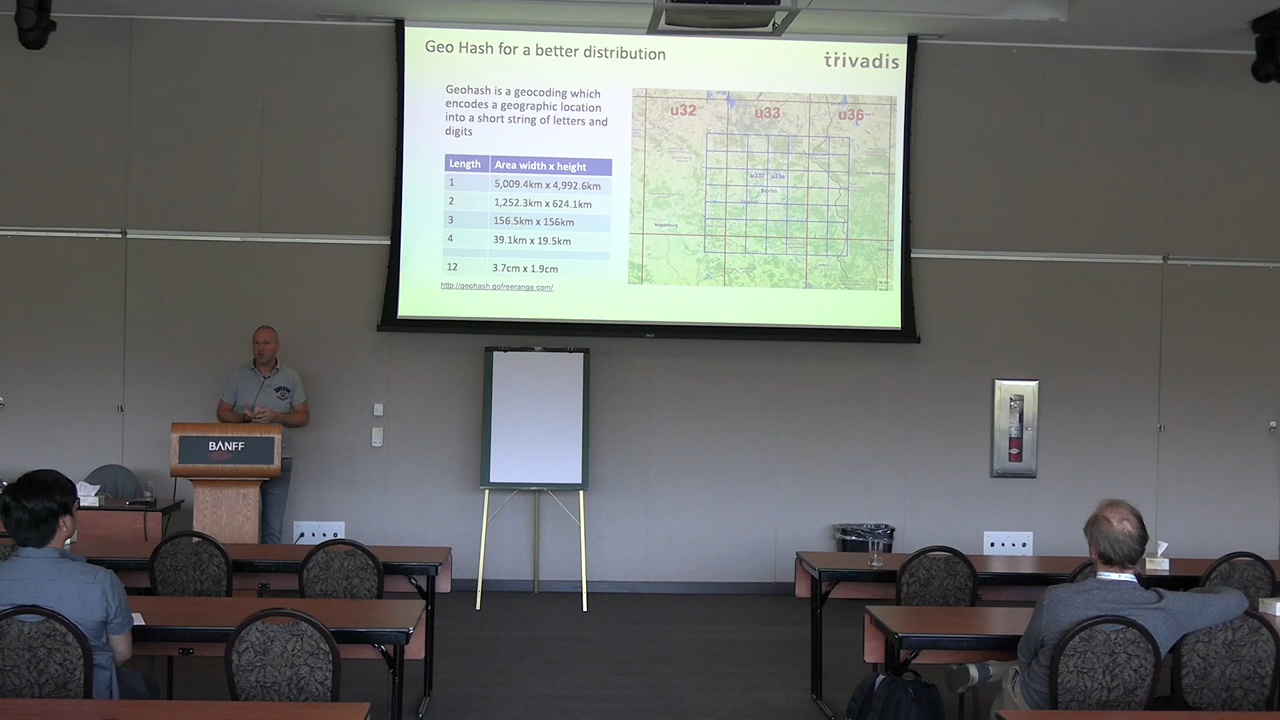 Geo Hash for a better distribution
trivadis
Geohash is a geocoding which
encodes a geographic location
into a short string of letters and
digits
Length Area width x height
1 5,009.4km x 4,992.6km
2 1,252.3km x 624.1km
3 156.5km x 156km
4 39.1km x 19.5km
12 3.7cm x 1.9cm
http://geohash.gofreerange.com/
u32 u33 u36
Berlin
BANFF